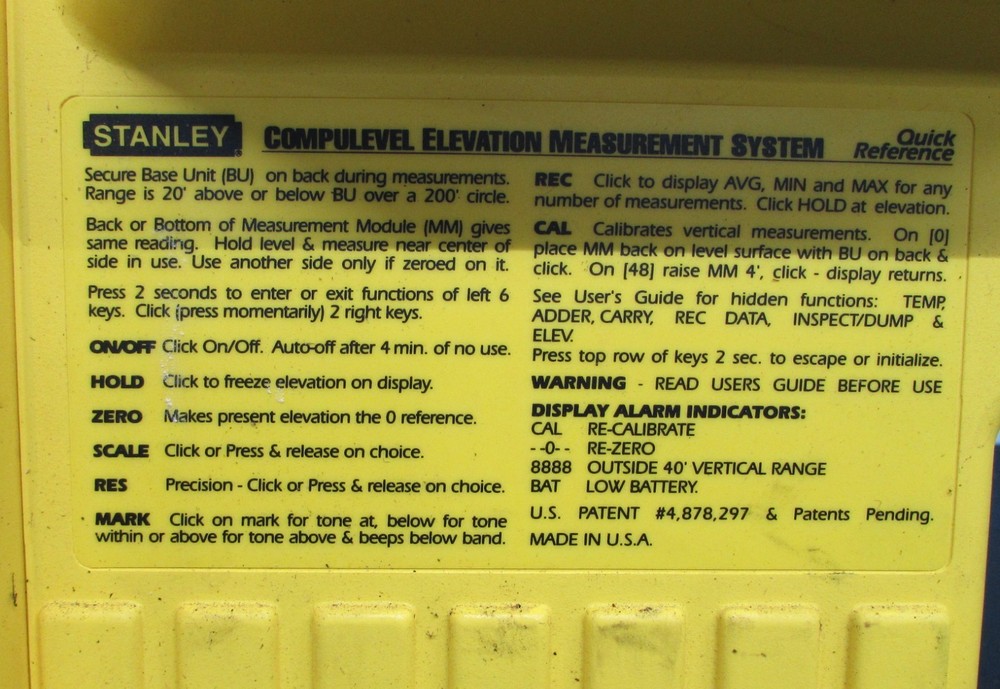 STANLEY
COMPULEVEL ELEVATION MEASUREMENT SYSTEM
Quick
Reference
Secure Base Unit (BU) on back during measurements.
Range is 20' above or below BU over a 200' circle.
Back or Bottom of Measurement Module (MM) gives
same reading. Hold level & measure near center of
side in use. Use another side only if zeroed on it.
Press 2 seconds to enter or exit functions of left 6
keys. Click (press momentarily) 2 right keys.
ON/OFF Click On/Off. Auto-off after 4 min. of no use.
HOLD Click to freeze elevation on display.
ZERO Makes present elevation the 0 reference.
SCALE Click or Press & release on choice.
RES Precision - Click or Press & release on choice.
MARK Click on mark for tone at, below for tone
within or above for tone above & beeps below band.
REC Click to display AVG, MIN and MAX for any
number of measurements. Click HOLD at elevation.
CAL Calibrates vertical measurements. On [0]
place MM back on level surface with BU on back &
click. On [48] raise MM 4', click - display returns.
See User's Guide for hidden functions: TEMP,
ADDER, CARRY, REC DATA, INSPECT/DUMP &
ELEV.
Press top row of keys 2 sec. to escape or initialize.
WARNING - READ USERS GUIDE BEFORE USE
DISPLAY ALARM INDICATORS:
CAL RE-CALIBRATE
--0-- RE-ZERO
8888 OUTSIDE 40' VERTICAL RANGE
BAT LOW BATTERY.
U.S. PATENT #4,878,297 & Patents Pending.
MADE IN U.S.A.